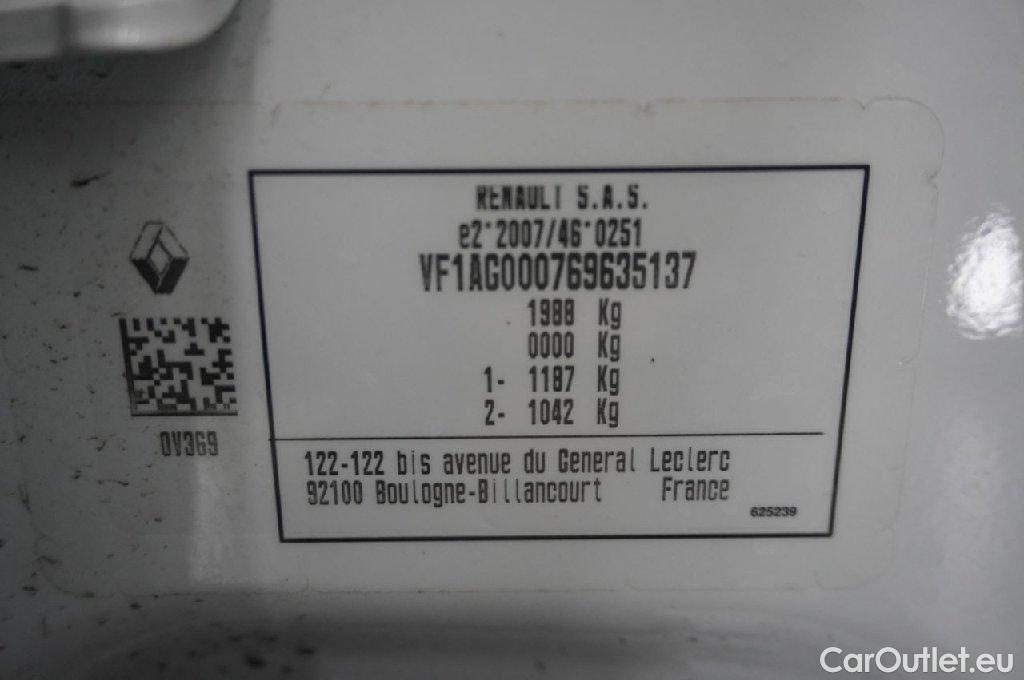 RENAULT S.A.S.
e2*2007/46*0251
VF1AG000769635137
1988 Kg
0000 Kg
1- 1187 Kg
2- 1042 Kg
0V369
122-122 bis avenue du General Leclerc
92100 Boulogne-Billancourt France
625239
CarOutlet.eu